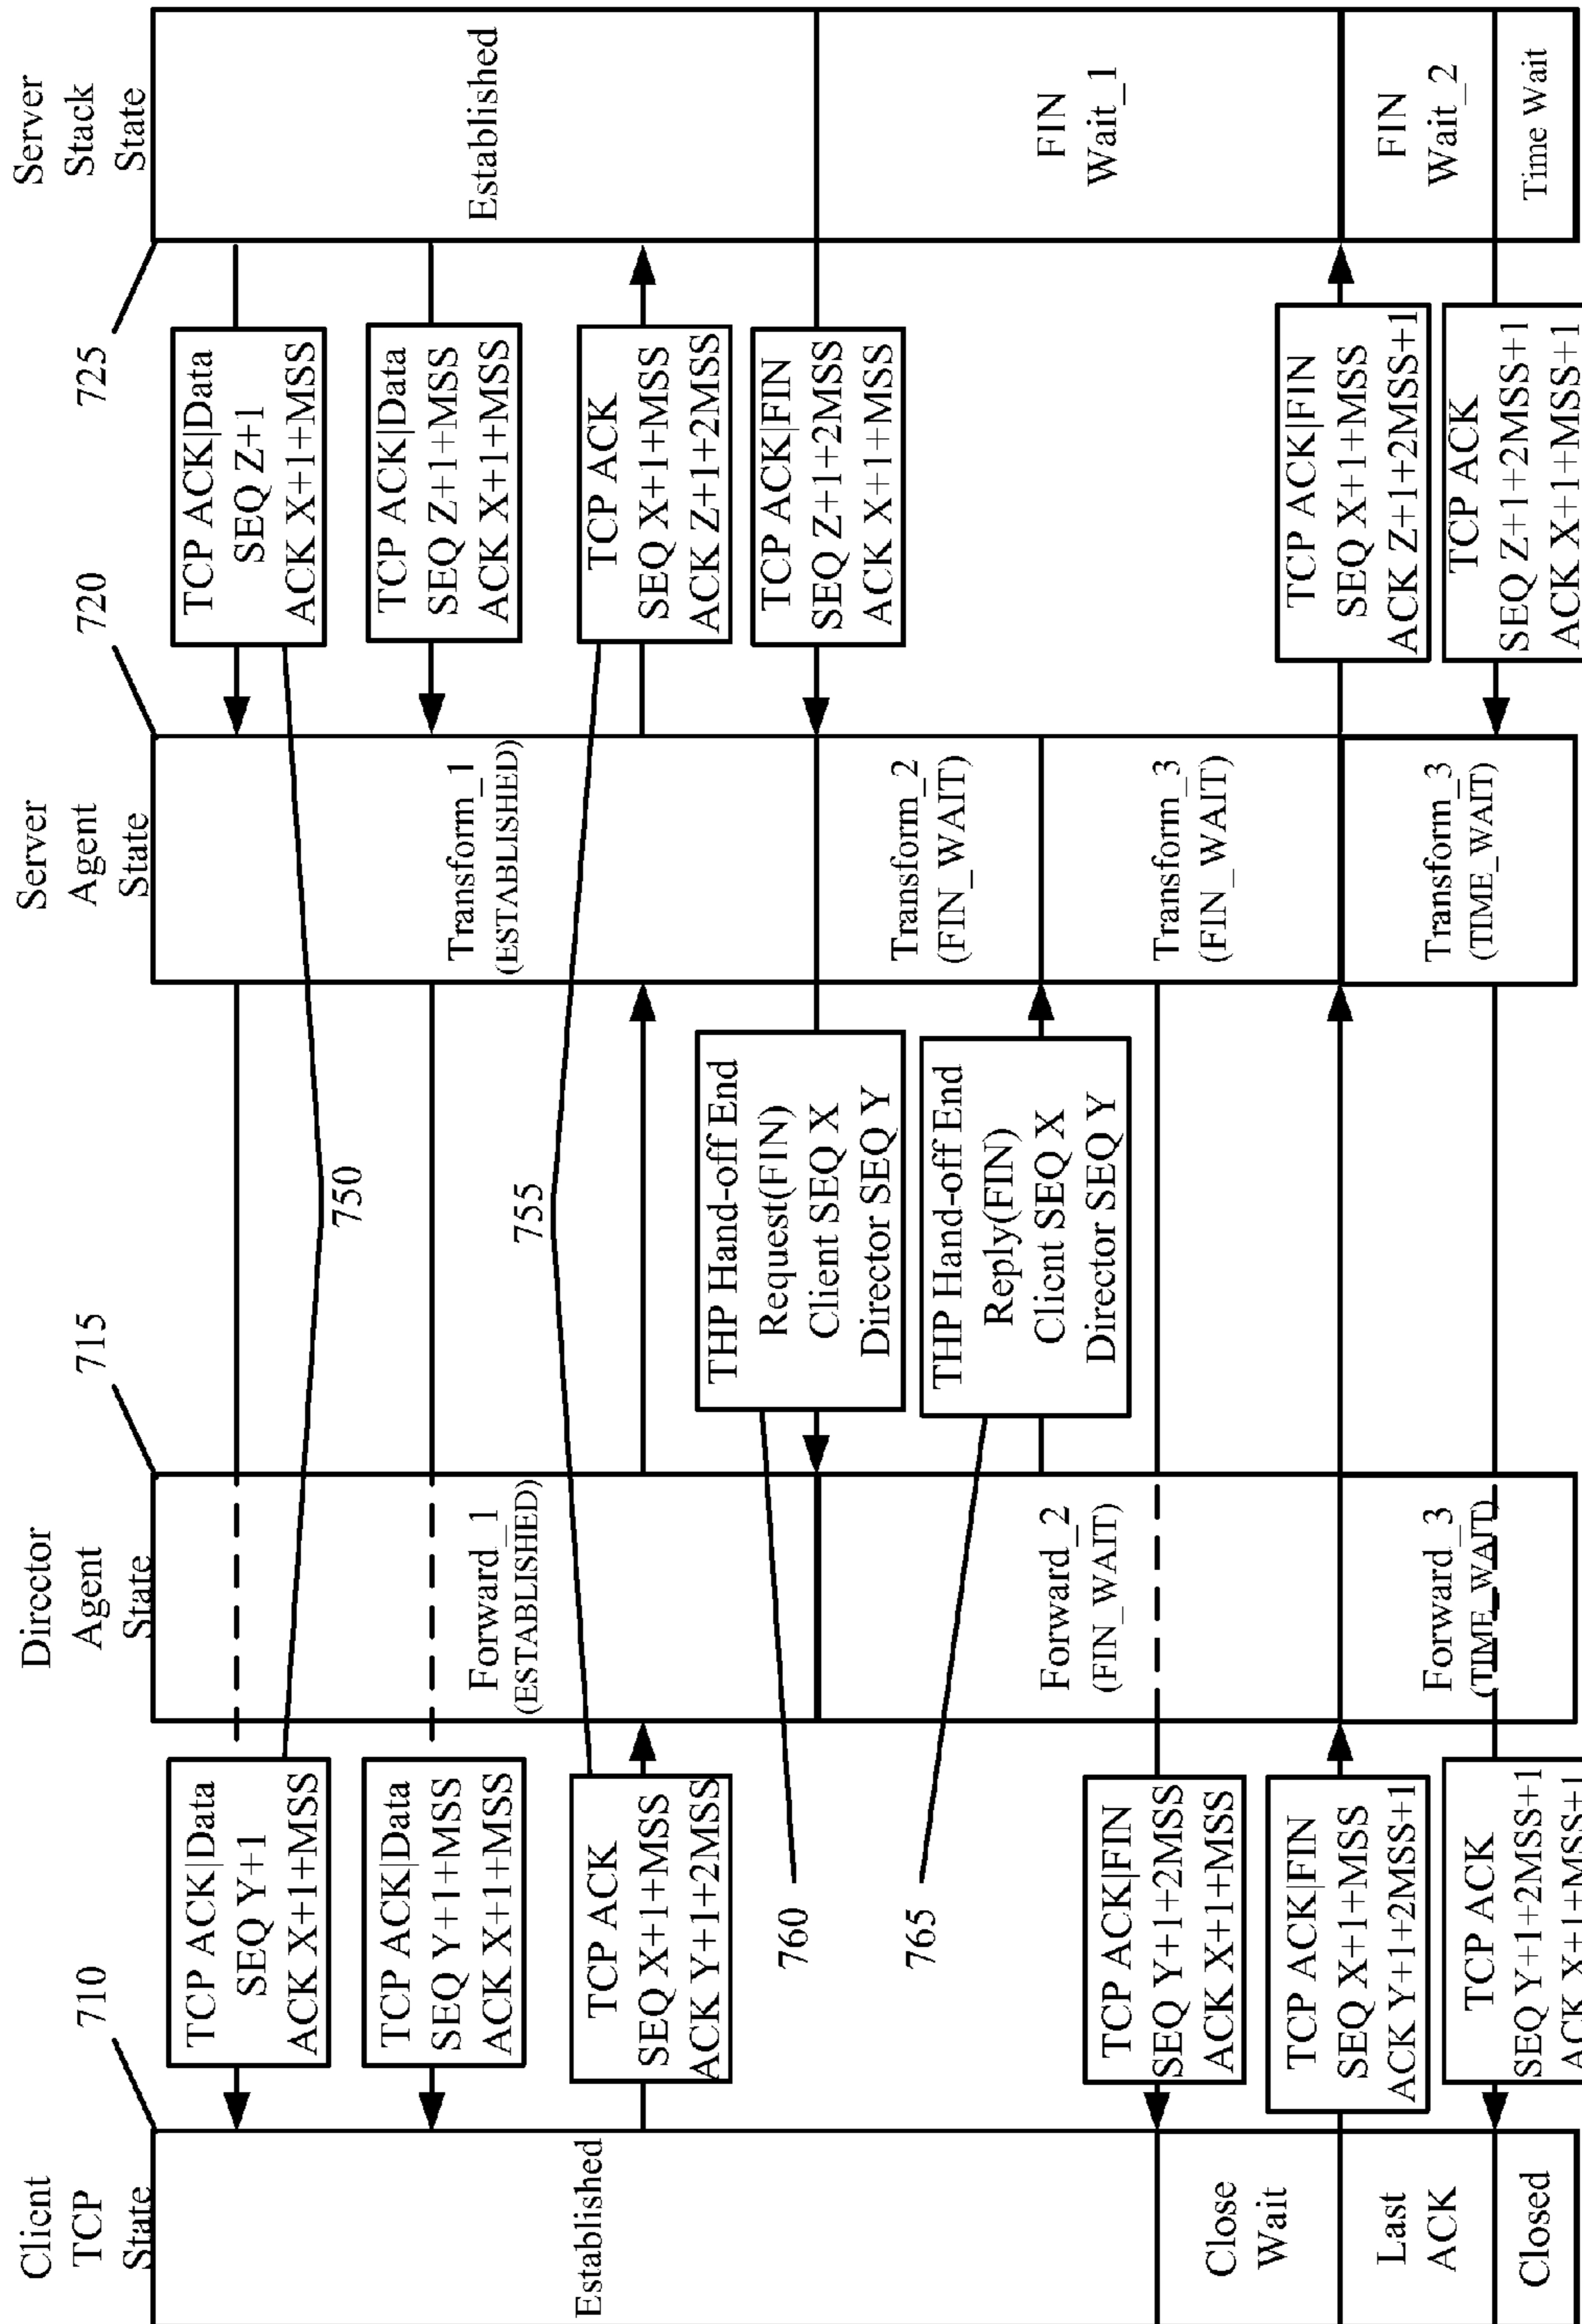 Client
TCP
State
Director
Agent
State
Server
Agent
State
Server
Stack
State
710
715
720
725
TCP ACK|Data
SEQ Y+1
ACK X+1+MSS
TCP ACK|Data
SEQ Z+1
ACK X+1+MSS
750
TCP ACK|Data
SEQ Y+1+MSS
ACK X+1+MSS
TCP ACK|Data
SEQ Z+1+MSS
ACK X+1+MSS
Established
Forward_1
(ESTABLISHED)
Transform_1
(ESTABLISHED)
Established
755
TCP ACK
SEQ X+1+MSS
ACK Y+1+2MSS
TCP ACK
SEQ X+1+MSS
ACK Z+1+2MSS
760
THP Hand-off End
Request(FIN)
Client SEQ X
Director SEQ Y
TCP ACK|FIN
SEQ Z+1+2MSS
ACK X+1+MSS
765
THP Hand-off End
Reply(FIN)
Client SEQ X
Director SEQ Y
Transform_2
(FIN_WAIT)
Forward_2
(FIN_WAIT)
FIN
Wait_1
TCP ACK|FIN
SEQ Y+1+2MSS
ACK X+1+MSS
Transform_3
(FIN_WAIT)
Close
Wait
TCP ACK|FIN
SEQ X+1+MSS
ACK Y+1+2MSS+1
TCP ACK|FIN
SEQ X+1+MSS
ACK Z+1+2MSS+1
Last
ACK
Forward_3
(TIME_WAIT)
Transform_3
(TIME_WAIT)
FIN
Wait_2
TCP ACK
SEQ Y+1+2MSS+1
ACK X+1+MSS+1
TCP ACK
SEQ Z+1+2MSS+1
ACK X+1+MSS+1
Closed
Time Wait